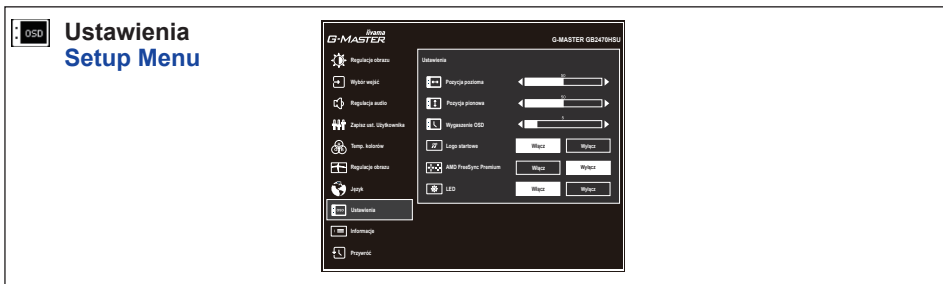 OSD
Ustawienia
Setup Menu
iiyama
G-MASTER
G-MASTER GB2470HSU
Regulacja obrazu
Wybór wejść
Regulacja audio
Zapisz ust. Użytkownika
Temp. kolorów
Regulacja obrazu
Język
OSD
Ustawienia
Informacje
Przywróć
Ustawienia
Pozycja pozioma
50
Pozycja pionowa
50
Wygaszenie OSD
Logo startowe
Włącz
Wyłącz
AMD FreeSync Premium
Włącz
Wyłącz
LED
Włącz
Wyłącz